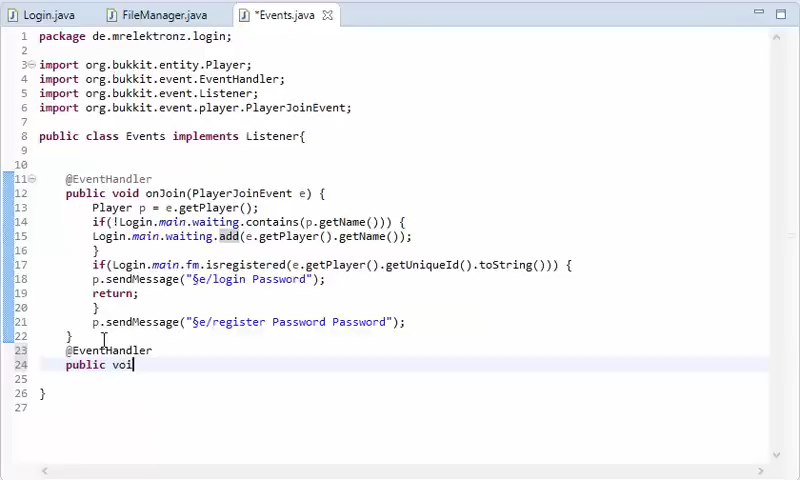 Login.java FileManager.java *Events.java
1 package de.mrelektronz.login;
2
3 import org.bukkit.entity.Player;
4 import org.bukkit.event.EventHandler;
5 import org.bukkit.event.Listener;
6 import org.bukkit.event.player.PlayerJoinEvent;
7
8 public class Events implements Listener{
9
10
11 @EventHandler
12 public void onJoin(PlayerJoinEvent e) {
13 Player p = e.getPlayer();
14 if(!Login.main.waiting.contains(p.getName())) {
15 Login.main.waiting.add(e.getPlayer().getName());
16 }
17 if(Login.main.fm.isregistered(e.getPlayer().getUniqueId().toString())) {
18 p.sendMessage("§e/login Password");
19 return;
20 }
21 p.sendMessage("§e/register Password Password");
22 }
23 @EventHandler
24 public voi
25
26 }
27